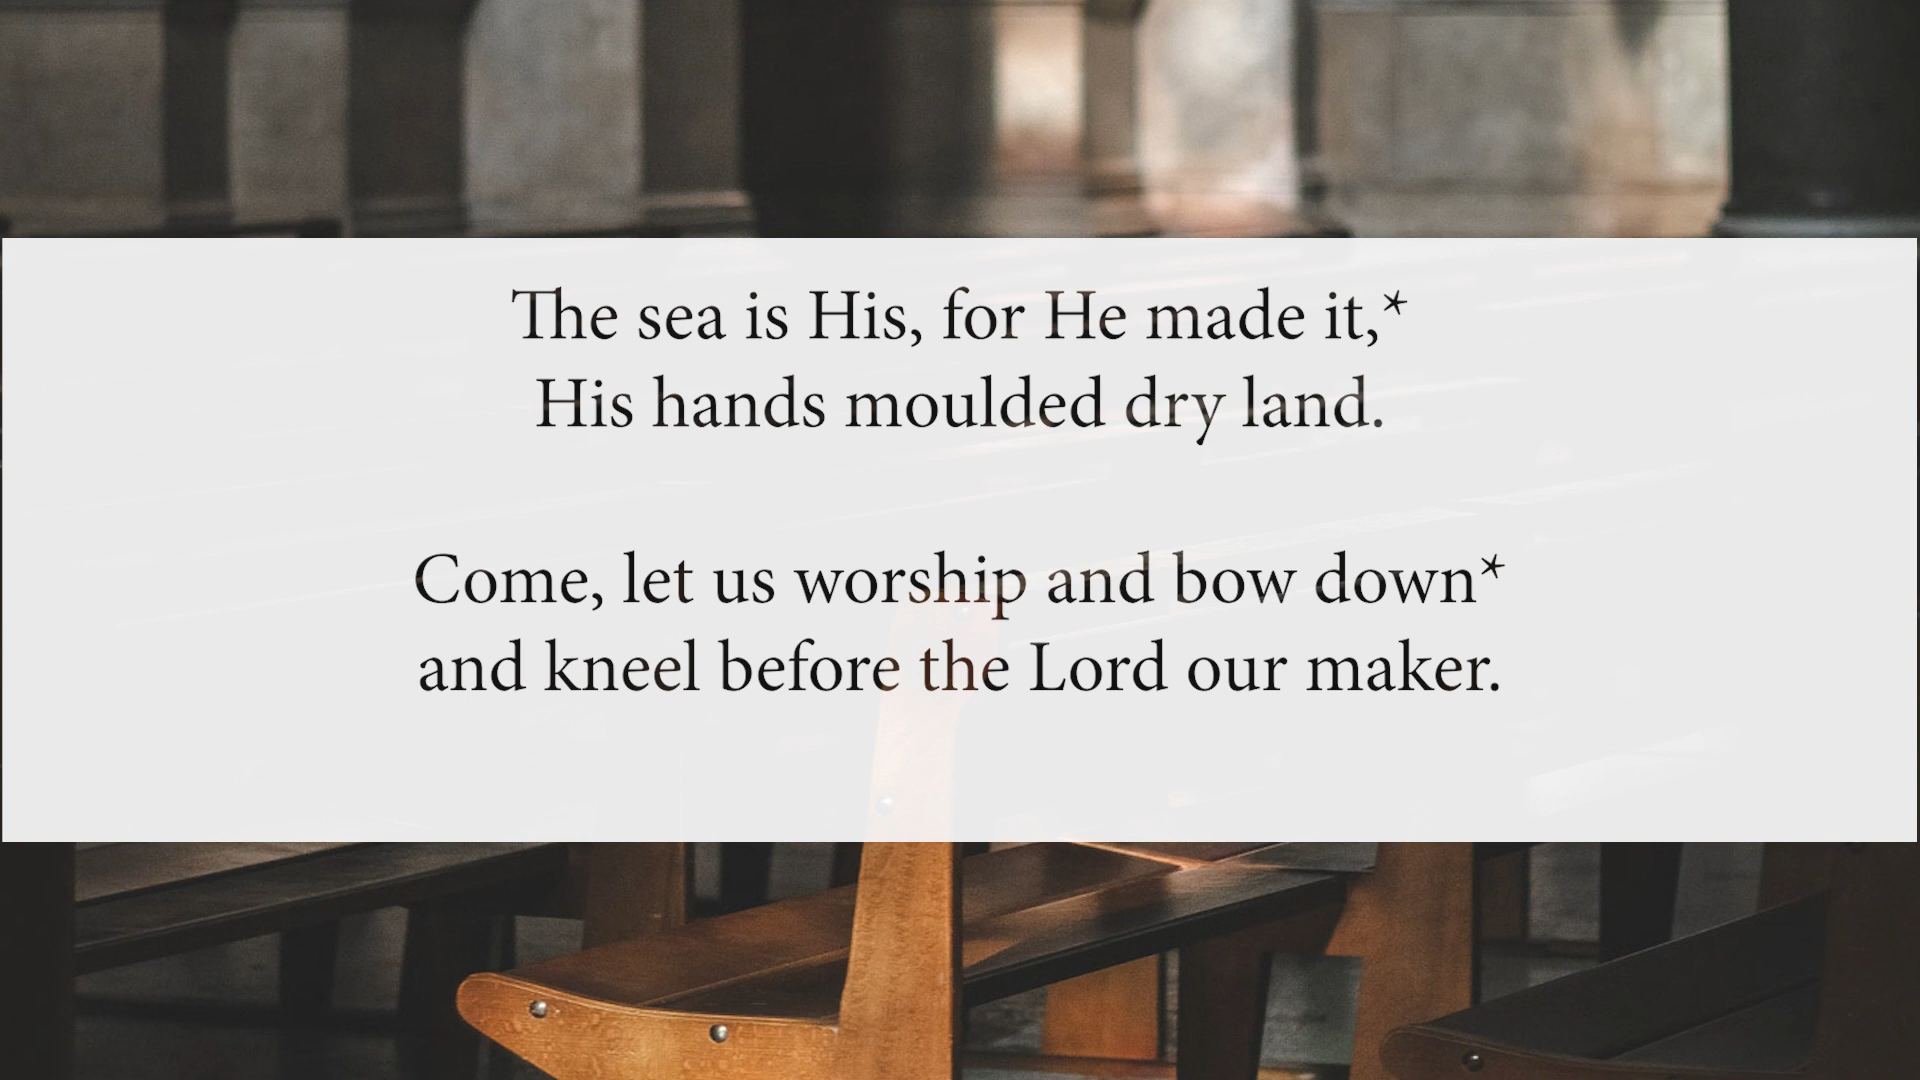 The sea is His, for He made it,*
His hands moulded dry land.
Come, let us worship and bow down*
and kneel before the Lord our maker.